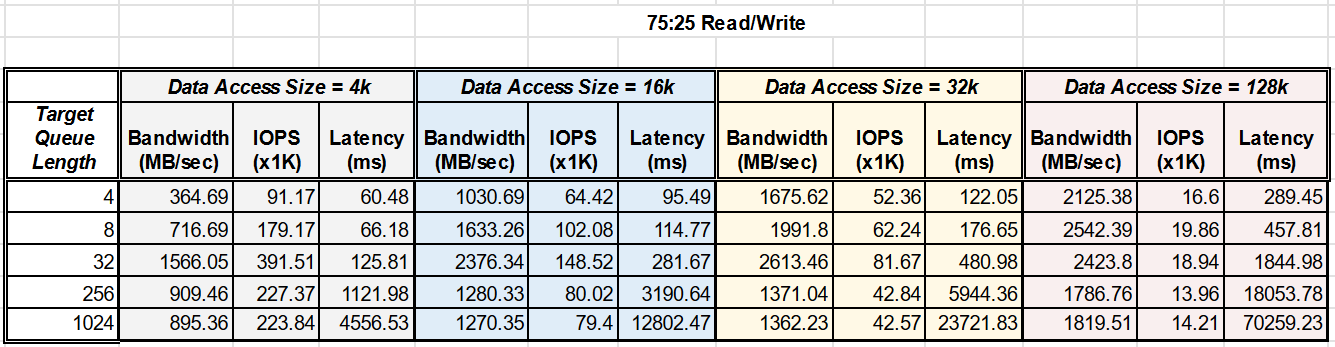 75:25 Read/Write
Data Access Size = 4k Data Access Size = 16k Data Access Size = 32k Data Access Size = 128k
Target Queue Length Bandwidth (MB/sec) IOPS (x1K) Latency (ms) Bandwidth (MB/sec) IOPS (x1K) Latency (ms) Bandwidth (MB/sec) IOPS (x1K) Latency (ms) Bandwidth (MB/sec) IOPS (x1K) Latency (ms)
4 364.69 91.17 60.48 1030.69 64.42 95.49 1675.62 52.36 122.05 2125.38 16.6 289.45
8 716.69 179.17 66.18 1633.26 102.08 114.77 1991.8 62.24 176.65 2542.39 19.86 457.81
32 1566.05 391.51 125.81 2376.34 148.52 281.67 2613.46 81.67 480.98 2423.8 18.94 1844.98
256 909.46 227.37 1121.98 1280.33 80.02 3190.64 1371.04 42.84 5944.36 1786.76 13.96 18053.78
1024 895.36 223.84 4556.53 1270.35 79.4 12802.47 1362.23 42.57 23721.83 1819.51 14.21 70259.23